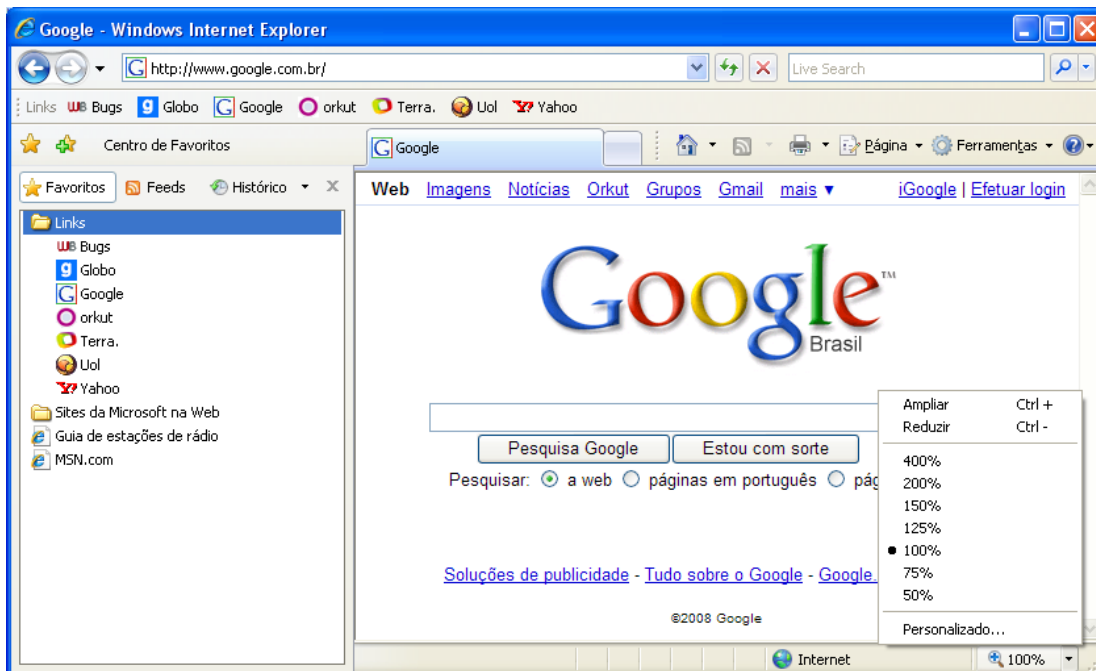 Google - Windows Internet Explorer
http://www.google.com.br/
Live Search
Links Bugs Globo Google orkut Terra. Uol Yahoo
Centro de Favoritos
Google
Página
Ferramentas
Favoritos Feeds Histórico
Links
Bugs
Globo
Google
orkut
Terra.
Uol
Yahoo
Sites da Microsoft na Web
Guia de estações de rádio
MSN.com
Web Imagens Notícias Orkut Grupos Gmail mais ▼ iGoogle | Efetuar login
Google™
Brasil
Pesquisa Google Estou com sorte
Pesquisar: a web páginas em português pág
Soluções de publicidade - Tudo sobre o Google - Google.
©2008 Google
Ampliar Ctrl +
Reduzir Ctrl -
400%
200%
150%
125%
100%
75%
50%
Personalizado...
Internet 100%